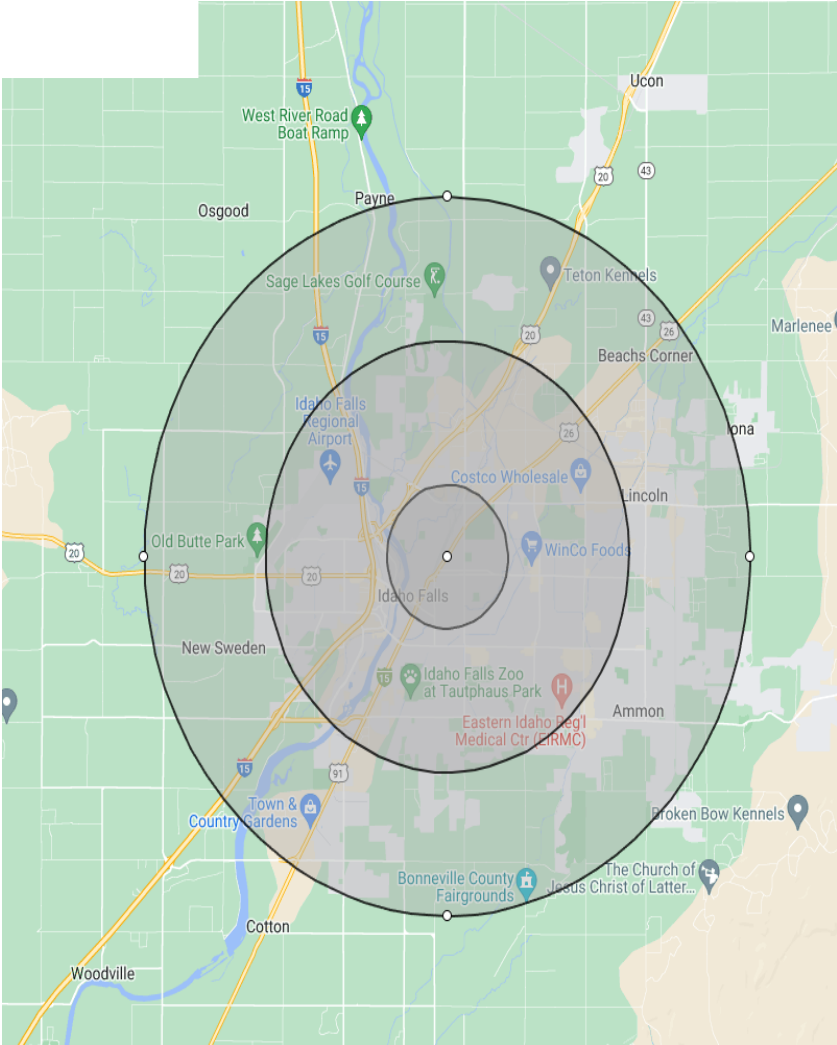 Ucon
15
West River Road
Boat Ramp
20
43
Payne
Osgood
Sage Lakes Golf Course
Teton Kennels
43
26
Marlenee
15
20
Beachs Corner
Idaho Falls
Regional
Airport
26
Iona
Costco Wholesale
15
Lincoln
Old Butte Park
WinCo Foods
20
20
20
Idaho Falls
New Sweden
Idaho Falls Zoo
at Tautphaus Park
15
Ammon
Eastern Idaho Reg'l
Medical Ctr (EIRMC)
15
91
Town &
Country Gardens
Broken Bow Kennels
The Church of
Jesus Christ of Latter...
Bonneville County
Fairgrounds
Cotton
Woodville